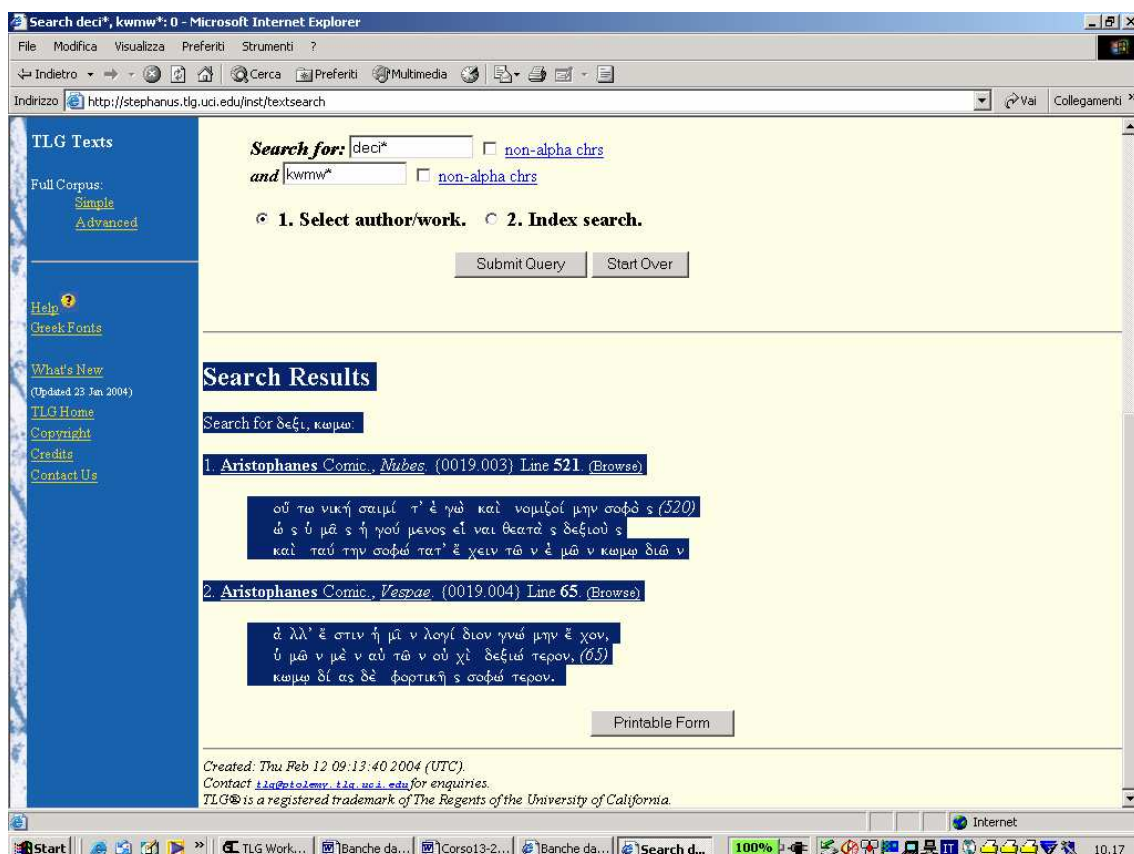 Search deci*, kwmw*: 0 - Microsoft Internet Explorer
File Modifica Visualizza Preferiti Strumenti ?
Indietro Cerca Preferiti Multimedia
Indirizzo http://stephanus.tlg.uci.edu/inst/textsearch Vai Collegamenti »
TLG Texts
Full Corpus:
Simple
Advanced
Help ?
Greek Fonts
What's New
(Updated 23 Jan 2004)
TLG Home
Copyright
Credits
Contact Us
Search for: deci* non-alpha chrs
and kwmw* non-alpha chrs
1. Select author/work. 2. Index search.
Submit Query Start Over
Search Results
Search for δεξι, κωμω:
1. Aristophanes Comic., Nubes. {0019.003} Line 521. (Browse)
οὕ τω νική σαιμί τ' ἐ γὼ καὶ νομιζοί μην σοφὸ ς (520)
ὡ ς ὑ μᾶ ς ἡ γού μενος εἶ ναι θεατὰ ς δεξιοὺ ς
καὶ ταύ την σοφώ τατ' ἔ χειν τῶ ν ἐ μῶ ν κωμῳ διῶ ν
2. Aristophanes Comic., Vespae. {0019.004} Line 65. (Browse)
ἀ λλ' ἔ στιν ἡ μῖ ν λογί διον γνώ μην ἔ χον,
ὑ μῶ ν μὲ ν αὐ τῶ ν οὐ χὶ δεξιώ τερον, (65)
κωμῳ δί ας δὲ φορτικῆ ς σοφώ τερον.
Printable Form
Created: Thu Feb 12 09:13:40 2004 (UTC).
Contact tlg@ptolemy.tlg.uci.edu for enquiries.
TLG® is a registered trademark of The Regents of the University of California.
Internet
Start » TLG Work... Banche da... Corso13-2... Banche da... Search d... 100% 10.17